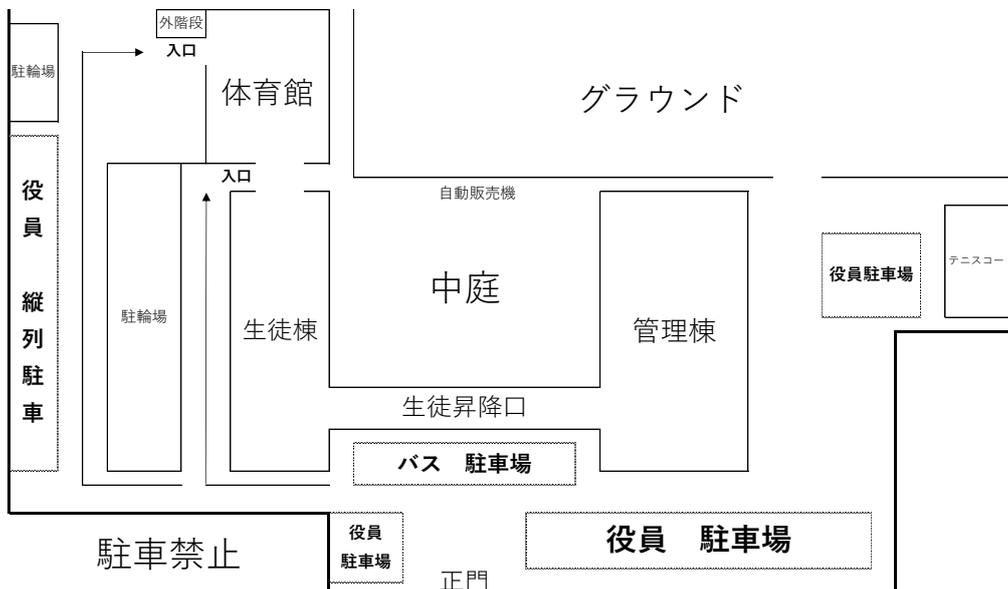 外階段
入口
駐輪場
体育館
グラウンド
入口
自動販売機
役員 縦列駐車
中庭
役員駐車場
テニスコー
駐輪場
生徒棟
管理棟
生徒昇降口
バス 駐車場
役員
駐車場
役員 駐車場
駐車禁止
正門